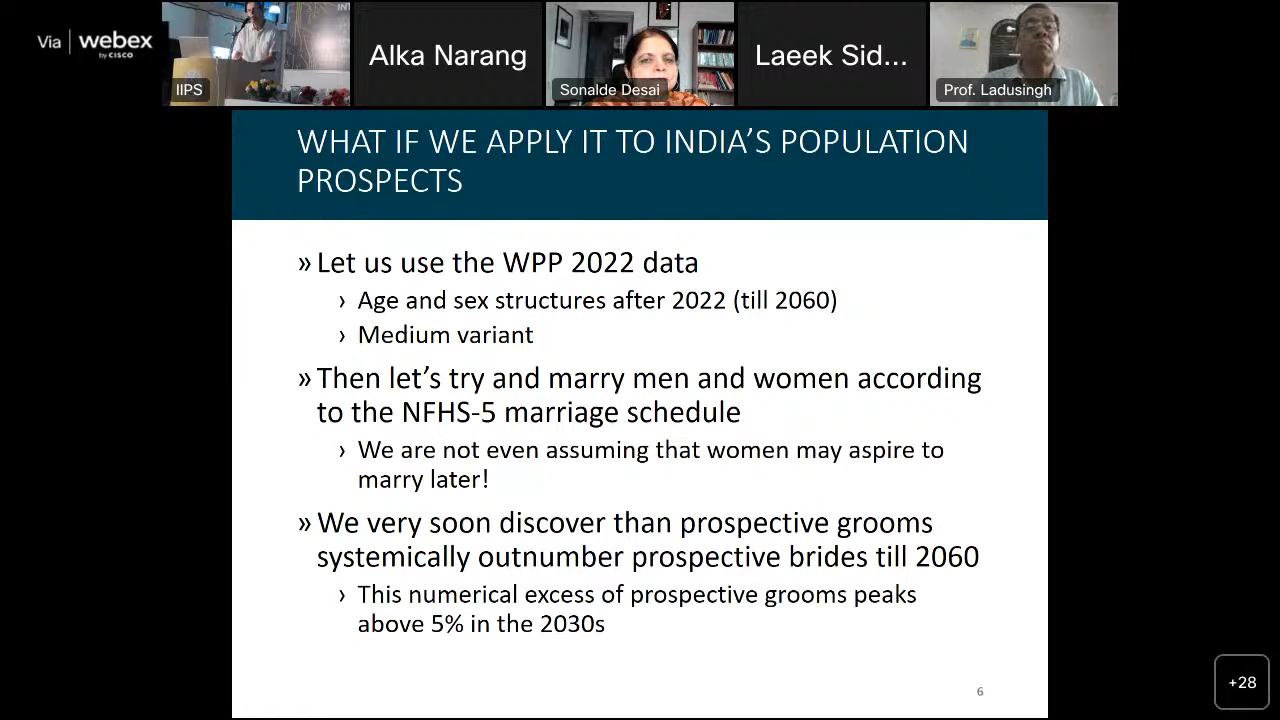 Via | webex
by CISCO
IIPS
Alka Narang
Sonalde Desai
Laeek Sid...
Prof. Ladusingh
WHAT IF WE APPLY IT TO INDIA’S POPULATION
PROSPECTS
» Let us use the WPP 2022 data
› Age and sex structures after 2022 (till 2060)
› Medium variant
» Then let’s try and marry men and women according
to the NFHS-5 marriage schedule
› We are not even assuming that women may aspire to
marry later!
» We very soon discover than prospective grooms
systemically outnumber prospective brides till 2060
› This numerical excess of prospective grooms peaks
above 5% in the 2030s
6
+28